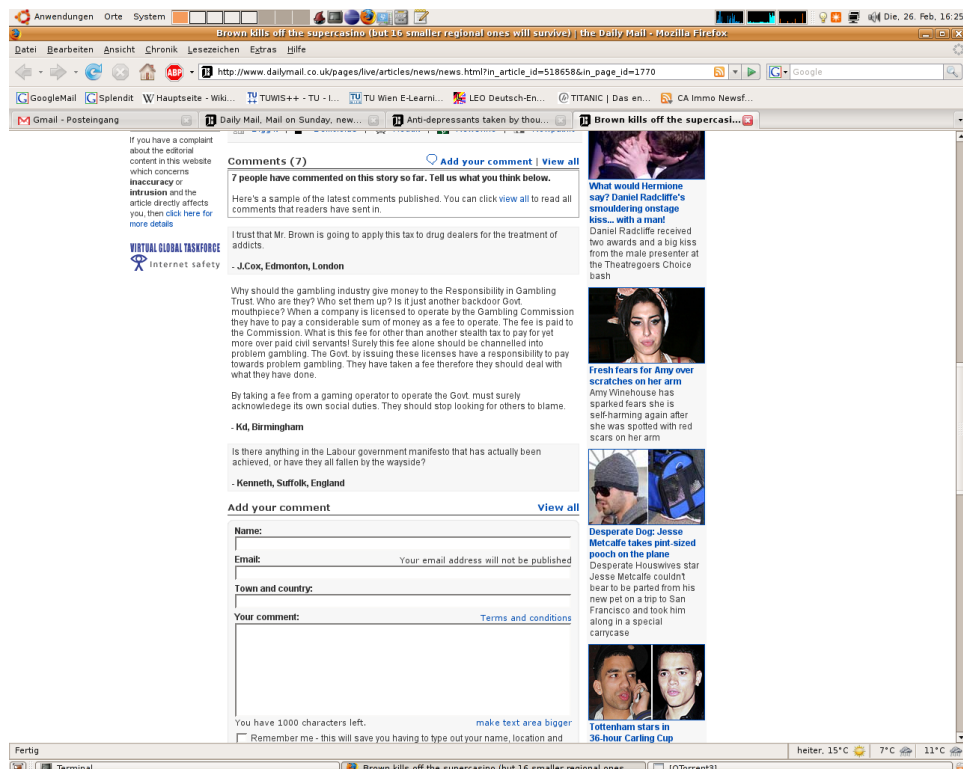 Anwendungen Orte System
Die, 26. Feb, 16:25
Brown kills off the supercasino (but 16 smaller regional ones will survive) | the Daily Mail - Mozilla Firefox
Datei Bearbeiten Ansicht Chronik Lesezeichen Extras Hilfe
ABP
http://www.dailymail.co.uk/pages/live/articles/news/news.html?in_article_id=518658&in_page_id=1770
Google
GoogleMail Splendit Hauptseite - Wiki... TUWIS++ - TU - I... TU Wien E-Learni... LEO Deutsch-En... TITANIC | Das en... CA Immo Newsf...
Gmail - Posteingang
Daily Mail, Mail on Sunday, new...
Anti-depressants taken by thou...
Brown kills off the supercasi...
If you have a complaint
about the editorial
content in this website
which concerns
inaccuracy or
intrusion and the
article directly affects
you, then click here for
more details
VIRTUAL GLOBAL TASKFORCE
Internet safety
Comments (7)
Add your comment | View all
7 people have commented on this story so far. Tell us what you think below.
Here's a sample of the latest comments published. You can click view all to read all
comments that readers have sent in.
I trust that Mr. Brown is going to apply this tax to drug dealers for the treatment of
addicts.
- J.Cox, Edmonton, London
Why should the gambling industry give money to the Responsibility in Gambling
Trust. Who are they? Who set them up? Is it just another backdoor Govt.
mouthpiece? When a company is licensed to operate by the Gambling Commission
they have to pay a considerable sum of money as a fee to operate. The fee is paid to
the Commission. What is this fee for other than another stealth tax to pay for yet
more over paid civil servants! Surely this fee alone should be channelled into
problem gambling. The Govt. by issuing these licenses have a responsibility to pay
towards problem gambling. They have taken a fee therefore they should deal with
what they have done.
By taking a fee from a gaming operator to operate the Govt. must surely
acknowledege its own social duties. They should stop looking for others to blame.
- Kd, Birmingham
Is there anything in the Labour government manifesto that has actually been
achieved, or have they all fallen by the wayside?
- Kenneth, Suffolk, England
Add your comment
View all
Name:
Email:
Your email address will not be published
Town and country:
Your comment:
Terms and conditions
You have 1000 characters left.
make text area bigger
Remember me - this will save you having to type out your name, location and
What would Hermione
say? Daniel Radcliffe's
smouldering onstage
kiss... with a man!
Daniel Radcliffe received
two awards and a big kiss
from the male presenter at
the Theatregoers Choice
bash
Fresh fears for Amy over
scratches on her arm
Amy Winehouse has
sparked fears she is
self-harming again after
she was spotted with red
scars on her arm
Desperate Dog: Jesse
Metcalfe takes pint-sized
pooch on the plane
Desperate Houswives star
Jesse Metcalfe couldn't
bear to be parted from his
new pet on a trip to San
Francisco and took him
along in a special
carrycase
Tottenham stars in
36-hour Carling Cup
Fertig
heiter, 15°C 7°C 11°C
Terminal
Brown kills off the supercasino (but 16 smaller regional ones
[QTorrent3]